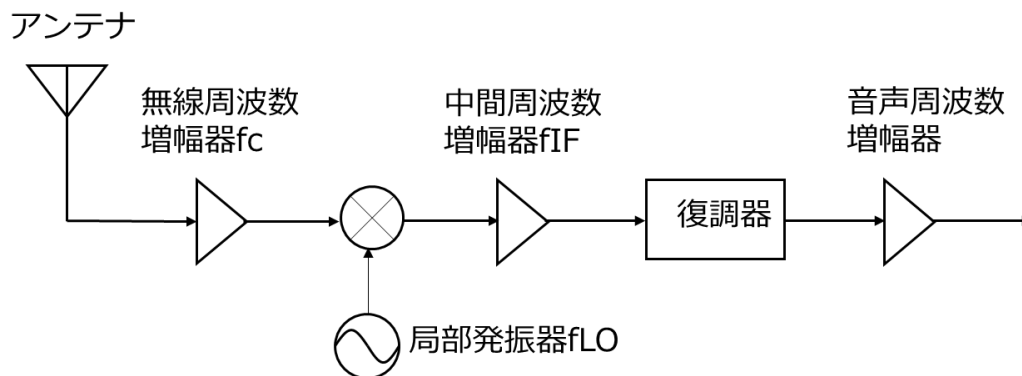 アンテナ
無線周波数
増幅器fc
中間周波数
増幅器fIF
音声周波数
増幅器
復調器
局部発振器fLO